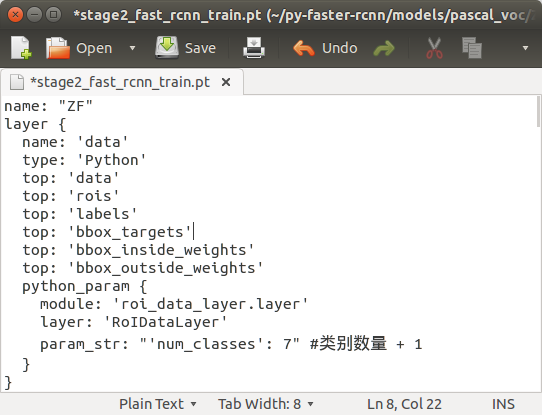 *stage2_fast_rcnn_train.pt (~/py-faster-rcnn/models/pascal_voc/
Open Save Undo
*stage2_fast_rcnn_train.pt
name: "ZF"
layer {
  name: 'data'
  type: 'Python'
  top: 'data'
  top: 'rois'
  top: 'labels'
  top: 'bbox_targets'
  top: 'bbox_inside_weights'
  top: 'bbox_outside_weights'
  python_param {
    module: 'roi_data_layer.layer'
    layer: 'RoIDataLayer'
    param_str: "'num_classes': 7" #类别数量 + 1
  }
}
Plain Text Tab Width: 8 Ln 8, Col 22 INS